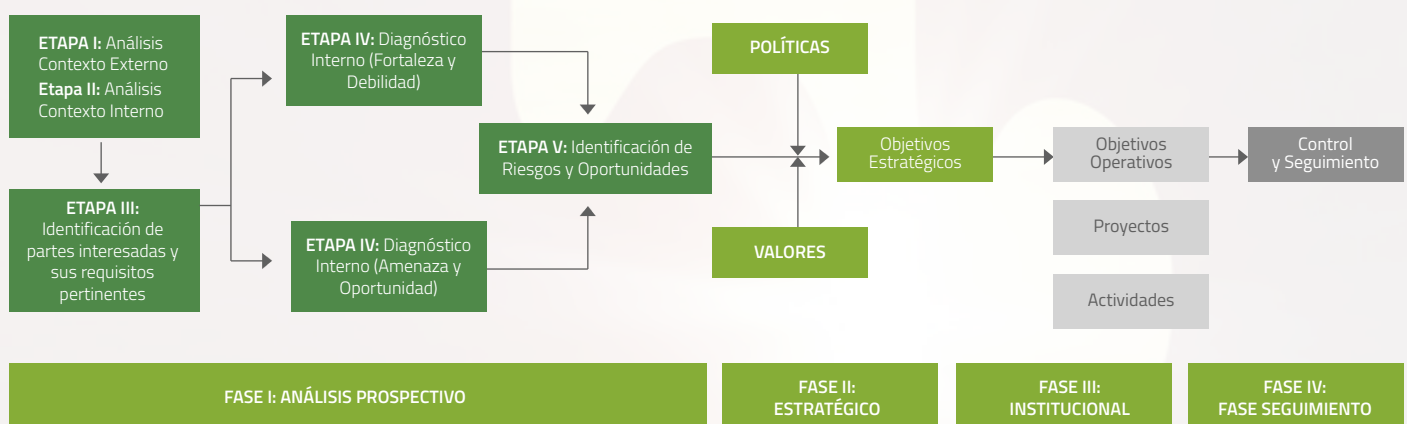 ETAPA I: Análisis
Contexto Externo
Etapa II: Análisis
Contexto Interno
ETAPA III:
Identificación de
partes interesadas y
sus requisitos
pertinentes
ETAPA IV: Diagnóstico
Interno (Fortaleza y
Debilidad)
ETAPA IV: Diagnóstico
Interno (Amenaza y
Oportunidad)
ETAPA V: Identificación de
Riesgos y Oportunidades
POLÍTICAS
VALORES
Objetivos
Estratégicos
Objetivos
Operativos
Proyectos
Actividades
Control
y Seguimiento
FASE I: ANÁLISIS PROSPECTIVO
FASE II:
ESTRATÉGICO
FASE III:
INSTITUCIONAL
FASE IV:
FASE SEGUIMIENTO